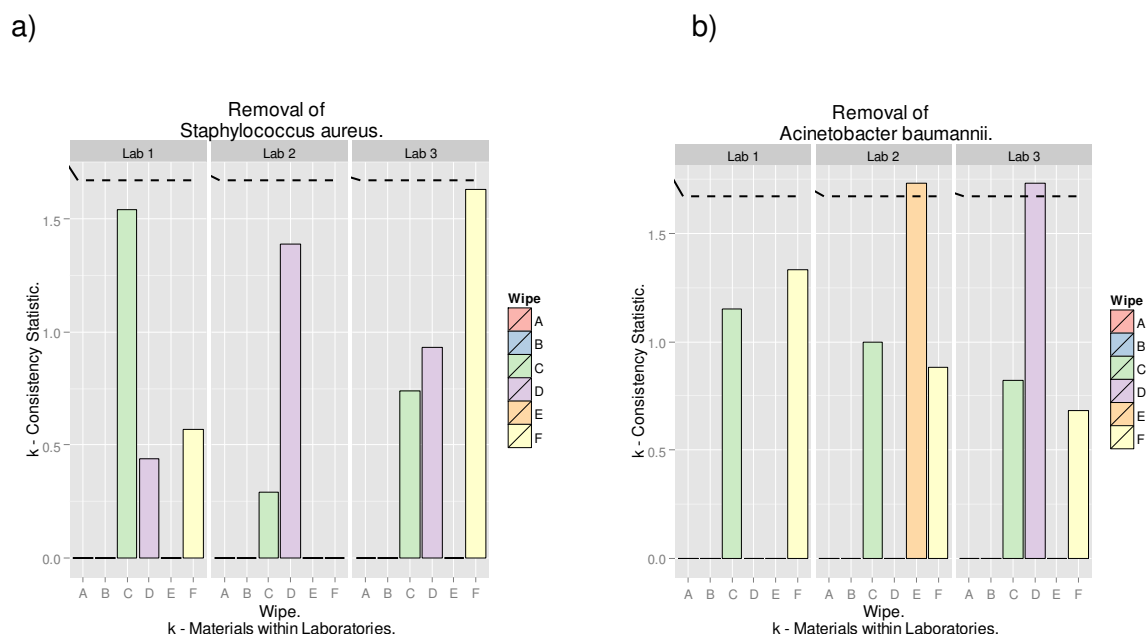 a)
Removal of
Staphylococcus aureus.
Lab 1 Lab 2 Lab 3
k - Consistency Statistic.
1.5
1.0
0.5
0.0
A B C D E F A B C D E F A B C D E F
Wipe.
k - Materials within Laboratories.
Wipe
A
B
C
D
E
F
b)
Removal of
Acinetobacter baumannii.
Lab 1 Lab 2 Lab 3
k - Consistency Statistic.
1.5
1.0
0.5
0.0
A B C D E F A B C D E F A B C D E F
Wipe.
k - Materials within Laboratories.
Wipe
A
B
C
D
E
F